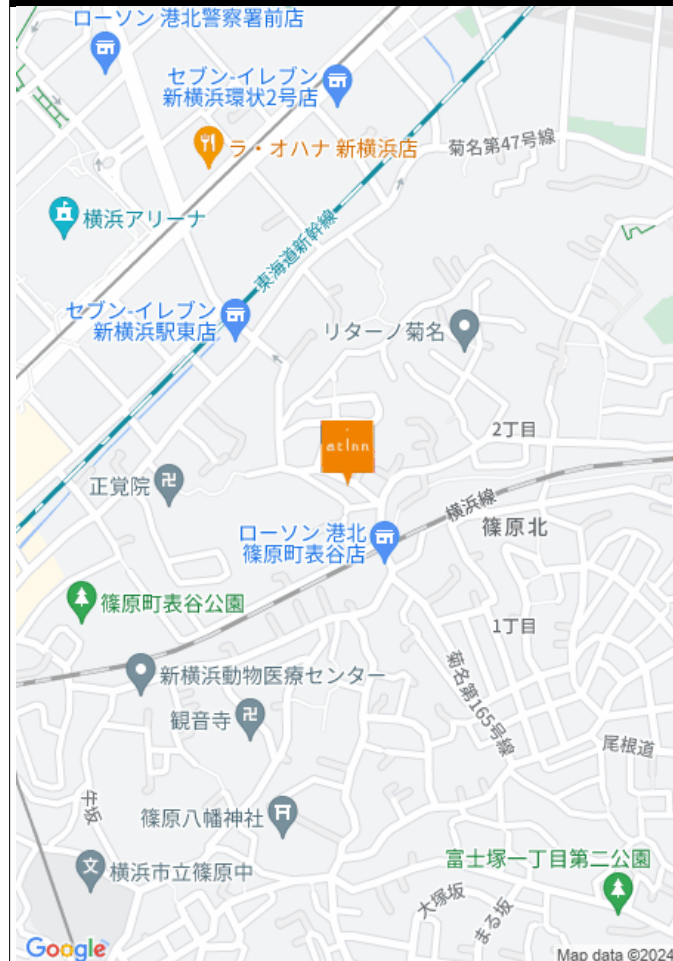 ローソン 港北警察署前店
セブン-イレブン
新横浜環状2号店
ラ・オハナ 新横浜店
菊名第47号線
横浜アリーナ
東海道新幹線
セブン-イレブン
新横浜駅東店
リターノ菊名
2丁目
at inn
正覚院
横浜線
ローソン 港北
篠原町表谷店
篠原北
篠原町表谷公園
1丁目
新横浜動物医療センター
菊名第165号線
観音寺
尾根道
牛坂
篠原八幡神社
富士塚一丁目第二公園
横浜市立篠原中
大塚坂
まる坂
Google
Map data ©2024